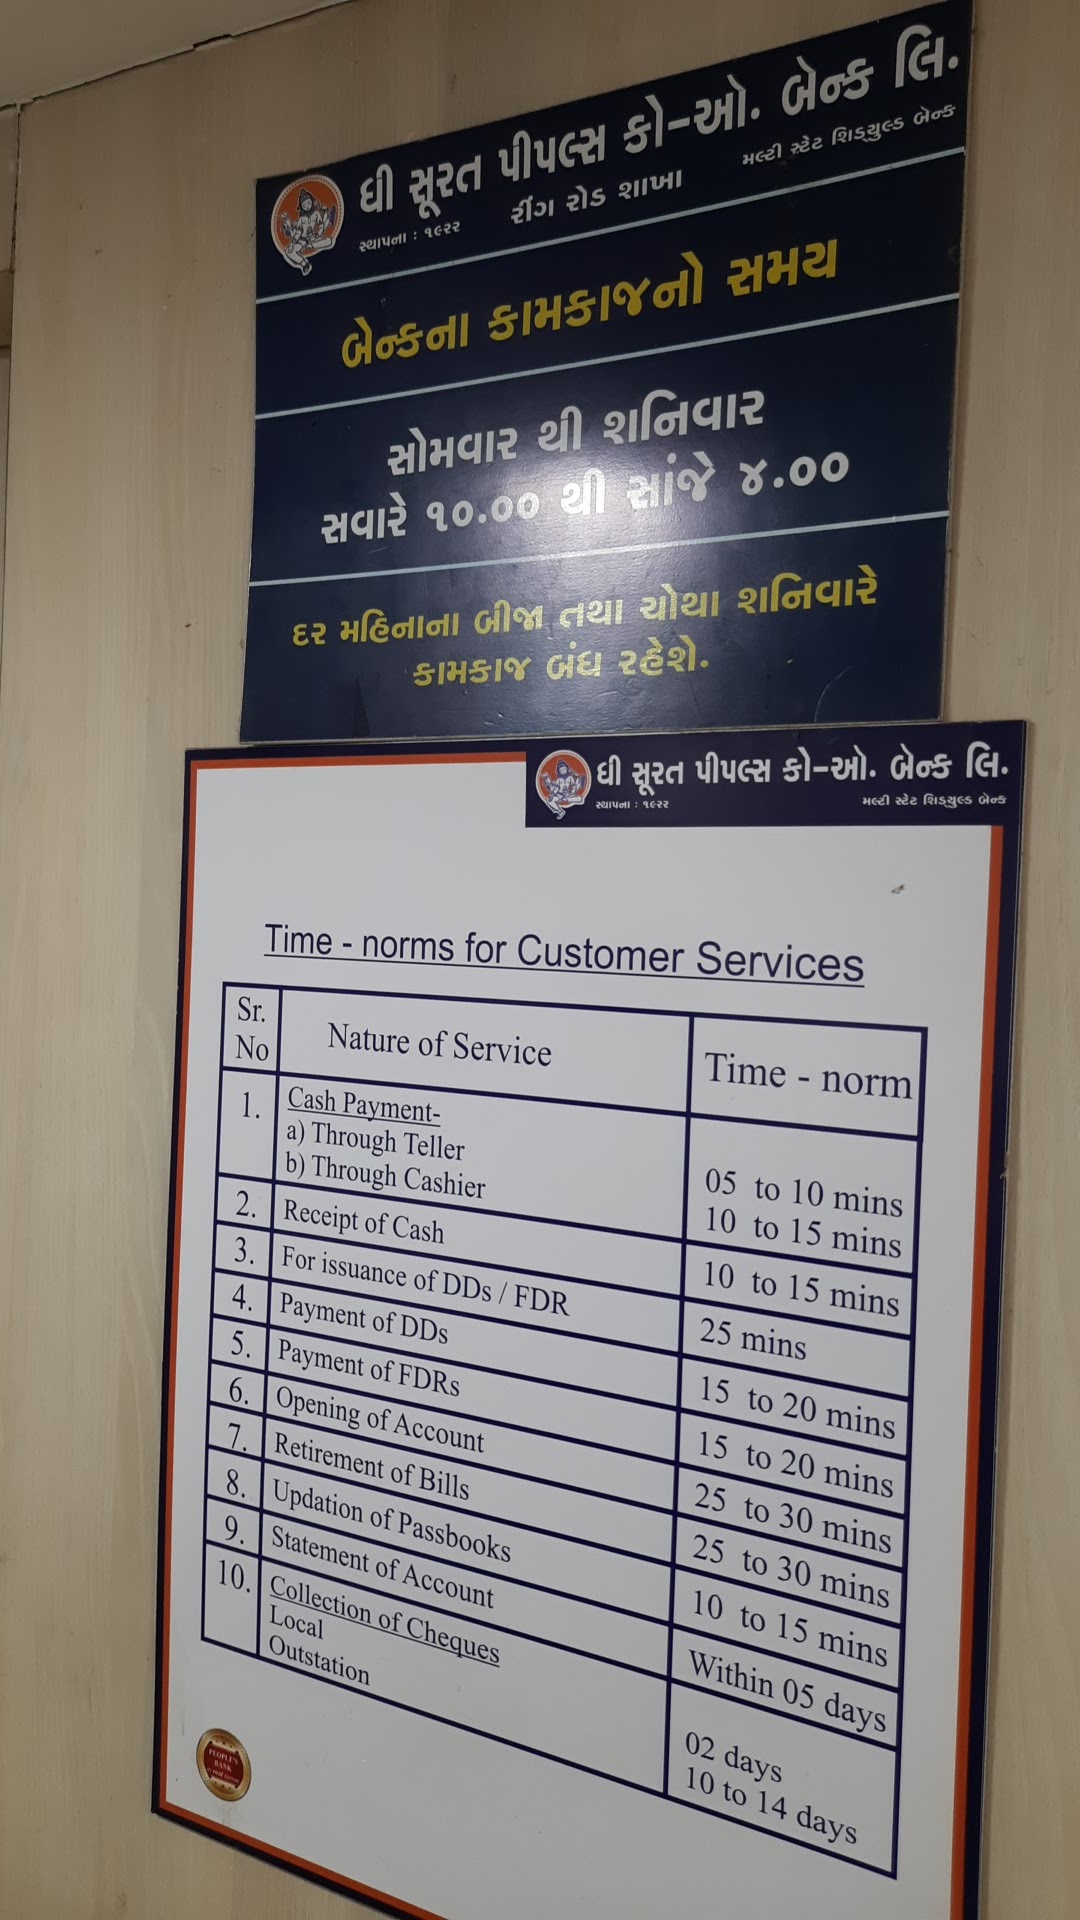 ધી સૂરત પીપલ્સ કો-ઓ. બેન્ક લિ.
સ્થાપના : ૧૯૨૨ રીંગ રોડ શાખા મલ્ટી સ્ટેટ શિડ્યુલ્ડ બેન્ક
બેન્કના કામકાજનો સમય
સોમવાર થી શનિવાર
સવારે ૧૦.૦૦ થી સાંજે ૪.૦૦
દર મહિનાના બીજા તથા ચોથા શનિવારે
કામકાજ બંધ રહેશે.
ધી સૂરત પીપલ્સ કો-ઓ. બેન્ક લિ.
સ્થાપના : ૧૯૨૨ મલ્ટી સ્ટેટ શિડ્યુલ્ડ બેન્ક
Time - norms for Customer Services
Sr. No Nature of Service Time - norm
1. Cash Payment-
a) Through Teller 05 to 10 mins
b) Through Cashier 10 to 15 mins
2. Receipt of Cash 10 to 15 mins
3. For issuance of DDs / FDR 25 mins
4. Payment of DDs 15 to 20 mins
5. Payment of FDRs 15 to 20 mins
6. Opening of Account 25 to 30 mins
7. Retirement of Bills 25 to 30 mins
8. Updation of Passbooks 10 to 15 mins
9. Statement of Account Within 05 days
10. Collection of Cheques
Local 02 days
Outstation 10 to 14 days
PEOPLE'S
BANK